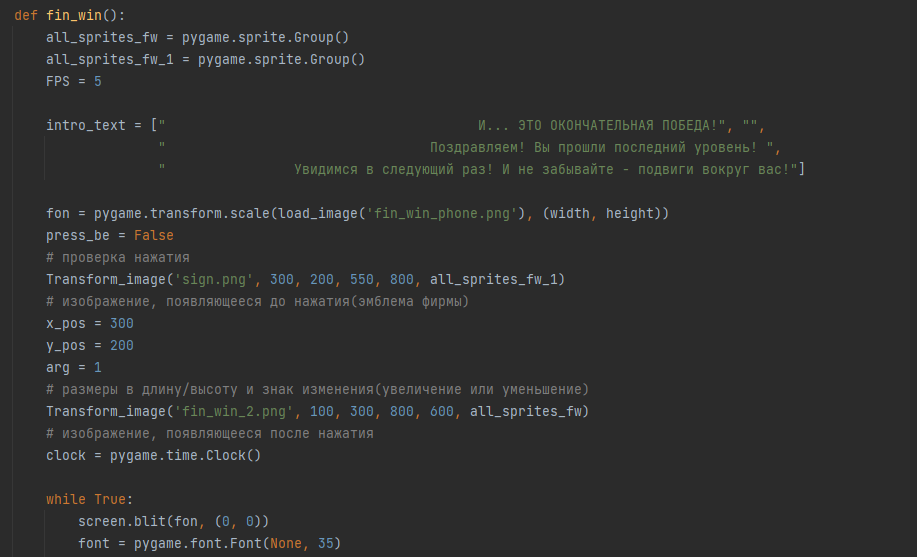 def fin_win():
    all_sprites_fw = pygame.sprite.Group()
    all_sprites_fw_1 = pygame.sprite.Group()
    FPS = 5

    intro_text = ["                                       И... ЭТО ОКОНЧАТЕЛЬНАЯ ПОБЕДА!", "",
                  "                                 Поздравляем! Вы прошли последний уровень! ",
                  "                Увидимся в следующий раз! И не забывайте - подвиги вокруг вас!"]

    fon = pygame.transform.scale(load_image('fin_win_phone.png'), (width, height))
    press_be = False
    # проверка нажатия
    Transform_image('sign.png', 300, 200, 550, 800, all_sprites_fw_1)
    # изображение, появляющееся до нажатия(эмблема фирмы)
    x_pos = 300
    y_pos = 200
    arg = 1
    # размеры в длину/высоту и знак изменения(увеличение или уменьшение)
    Transform_image('fin_win_2.png', 100, 300, 800, 600, all_sprites_fw)
    # изображение, появляющееся после нажатия
    clock = pygame.time.Clock()

    while True:
        screen.blit(fon, (0, 0))
        font = pygame.font.Font(None, 35)